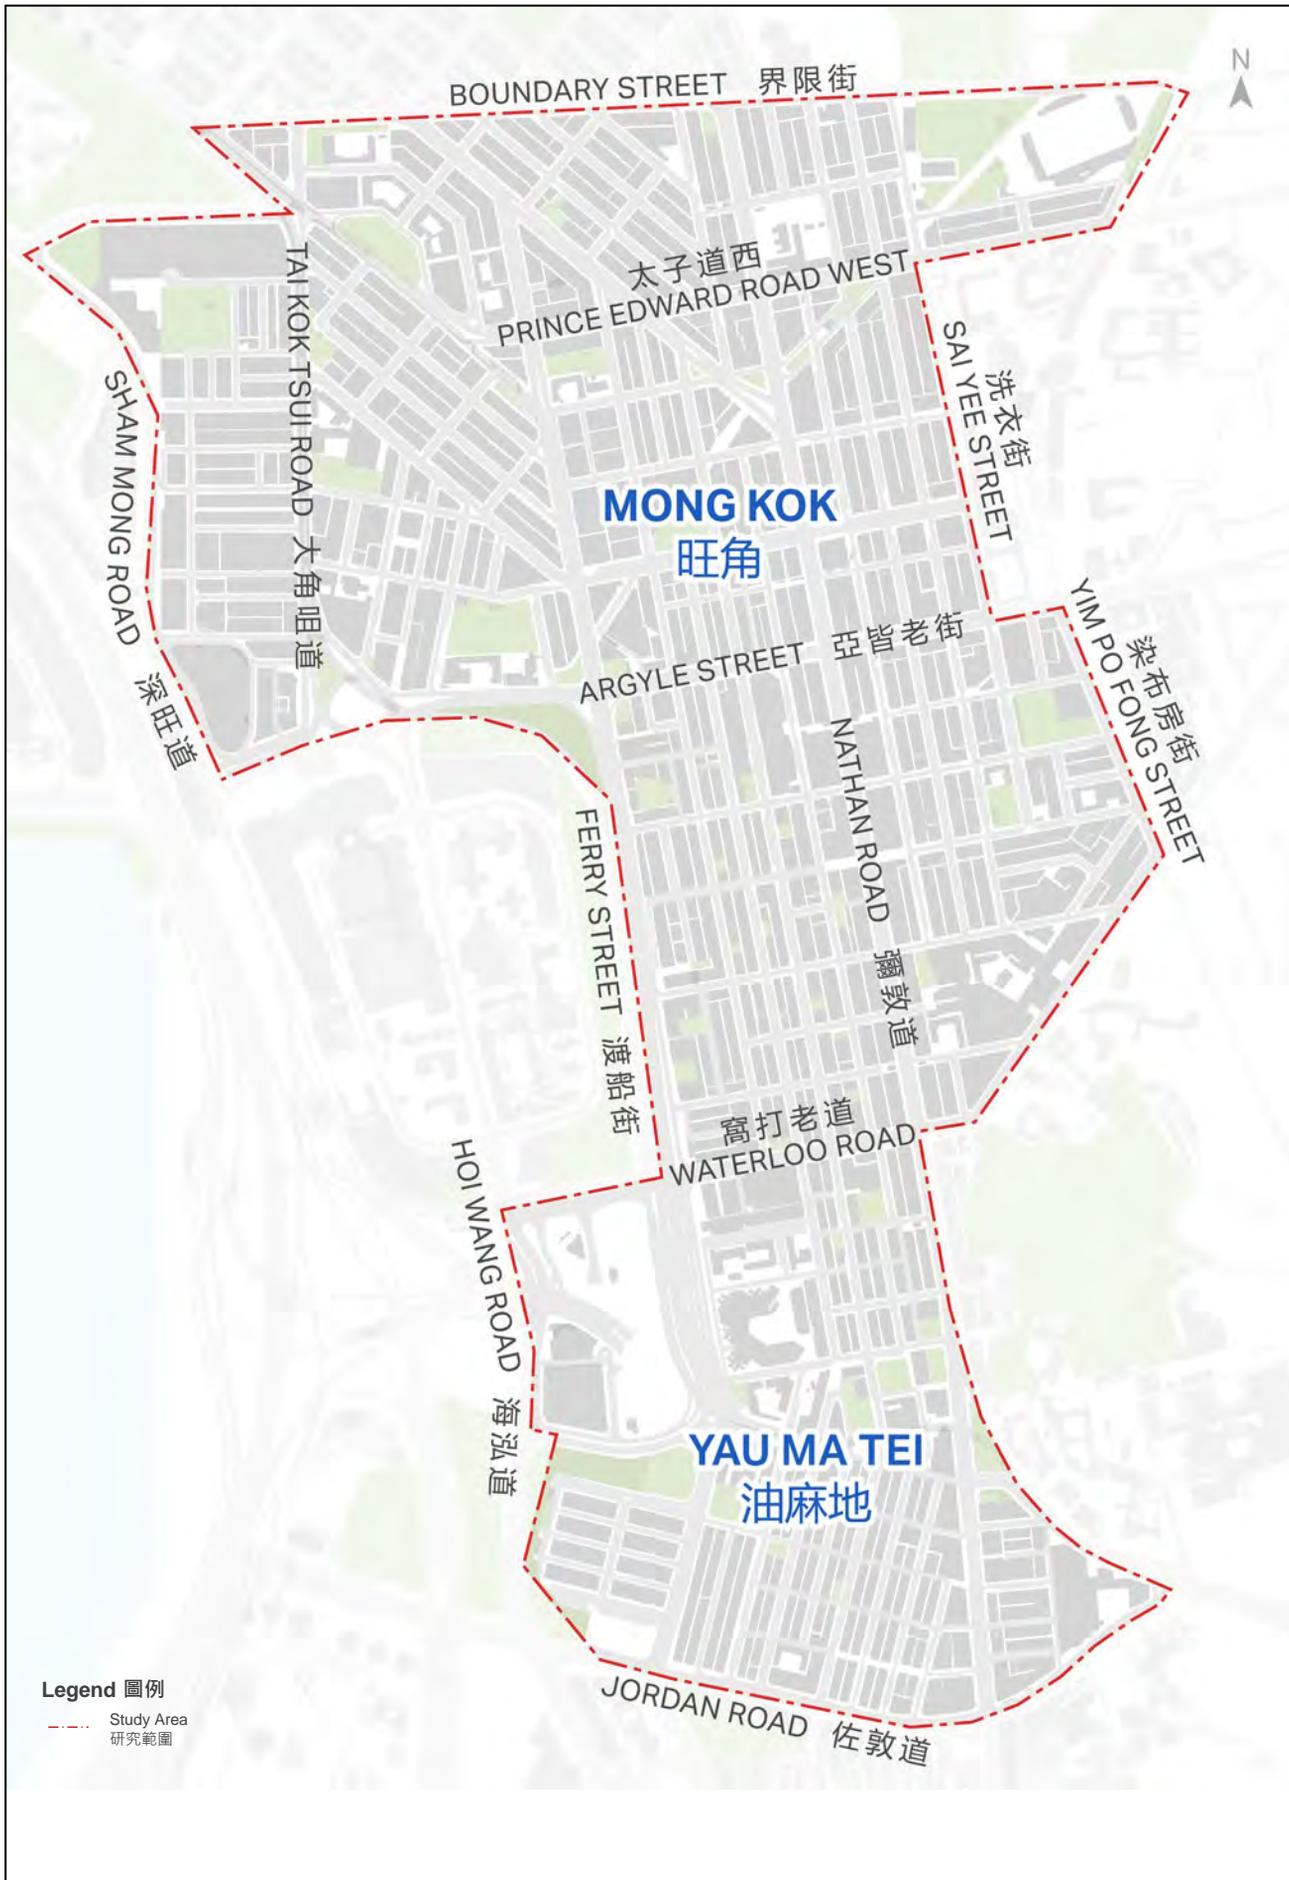 BOUNDARY STREET 界限街
N
太子道西
PRINCE EDWARD ROAD WEST
TAI KOK TSUI ROAD 大角咀道
洗衣街
SAI YEE STREET
SHAM MONG ROAD 深旺道
MONG KOK
旺角
ARGYLE STREET 亞皆老街
染布房街
YIM PO FONG STREET
NATHAN ROAD 彌敦道
FERRY STREET 渡船街
窩打老道
WATERLOO ROAD
HOI WANG ROAD 海泓道
YAU MA TEI
油麻地
JORDAN ROAD 佐敦道
Legend 圖例
Study Area
研究範圍